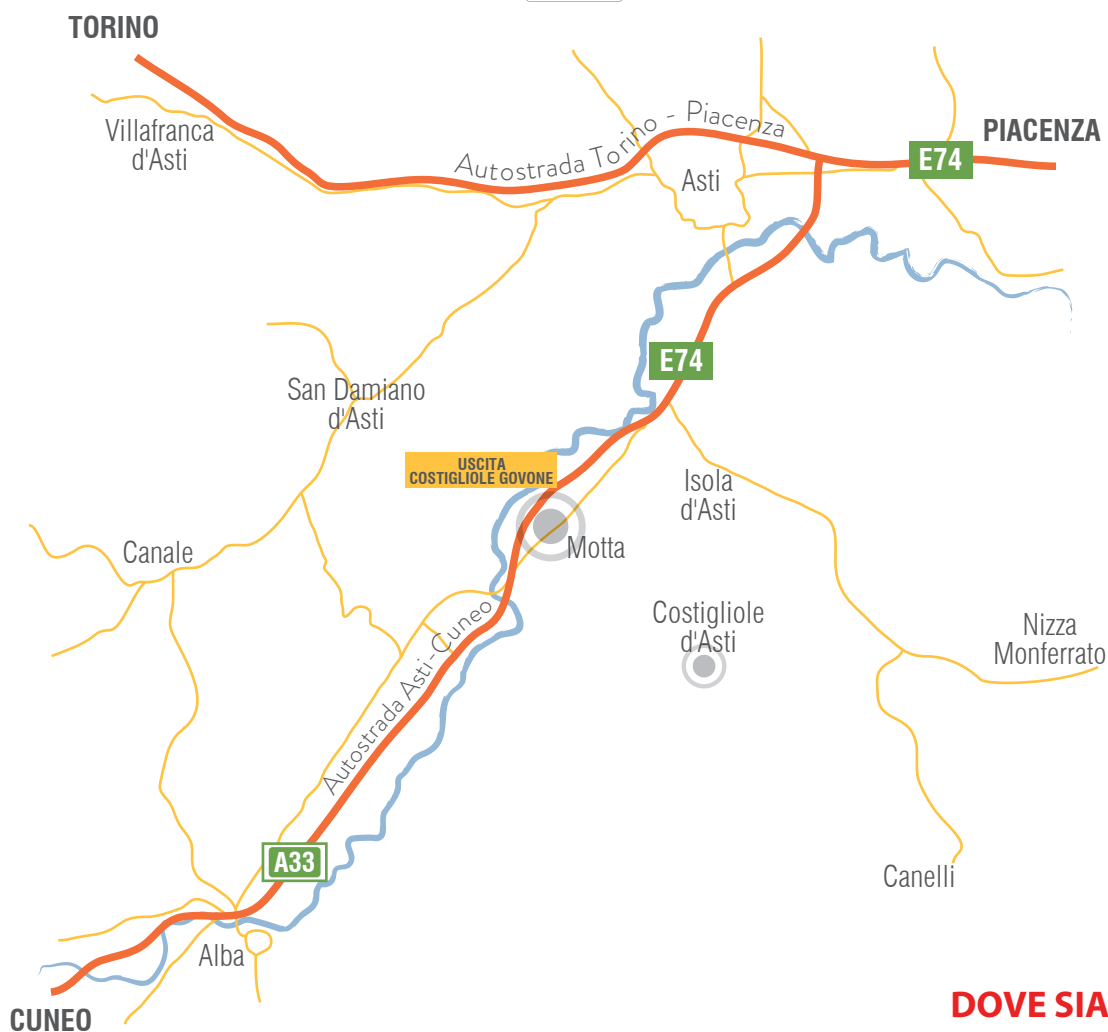 TORINO
Villafranca
d'Asti
Autostrada Torino - Piacenza
PIACENZA
E74
Asti
E74
San Damiano
d'Asti
USCITA
COSTIGLIOLE GOVONE
Isola
d'Asti
Motta
Canale
Costigliole
d'Asti
Nizza
Monferrato
Autostrada Asti-Cuneo
A33
Canelli
Alba
CUNEO
DOVE SIA